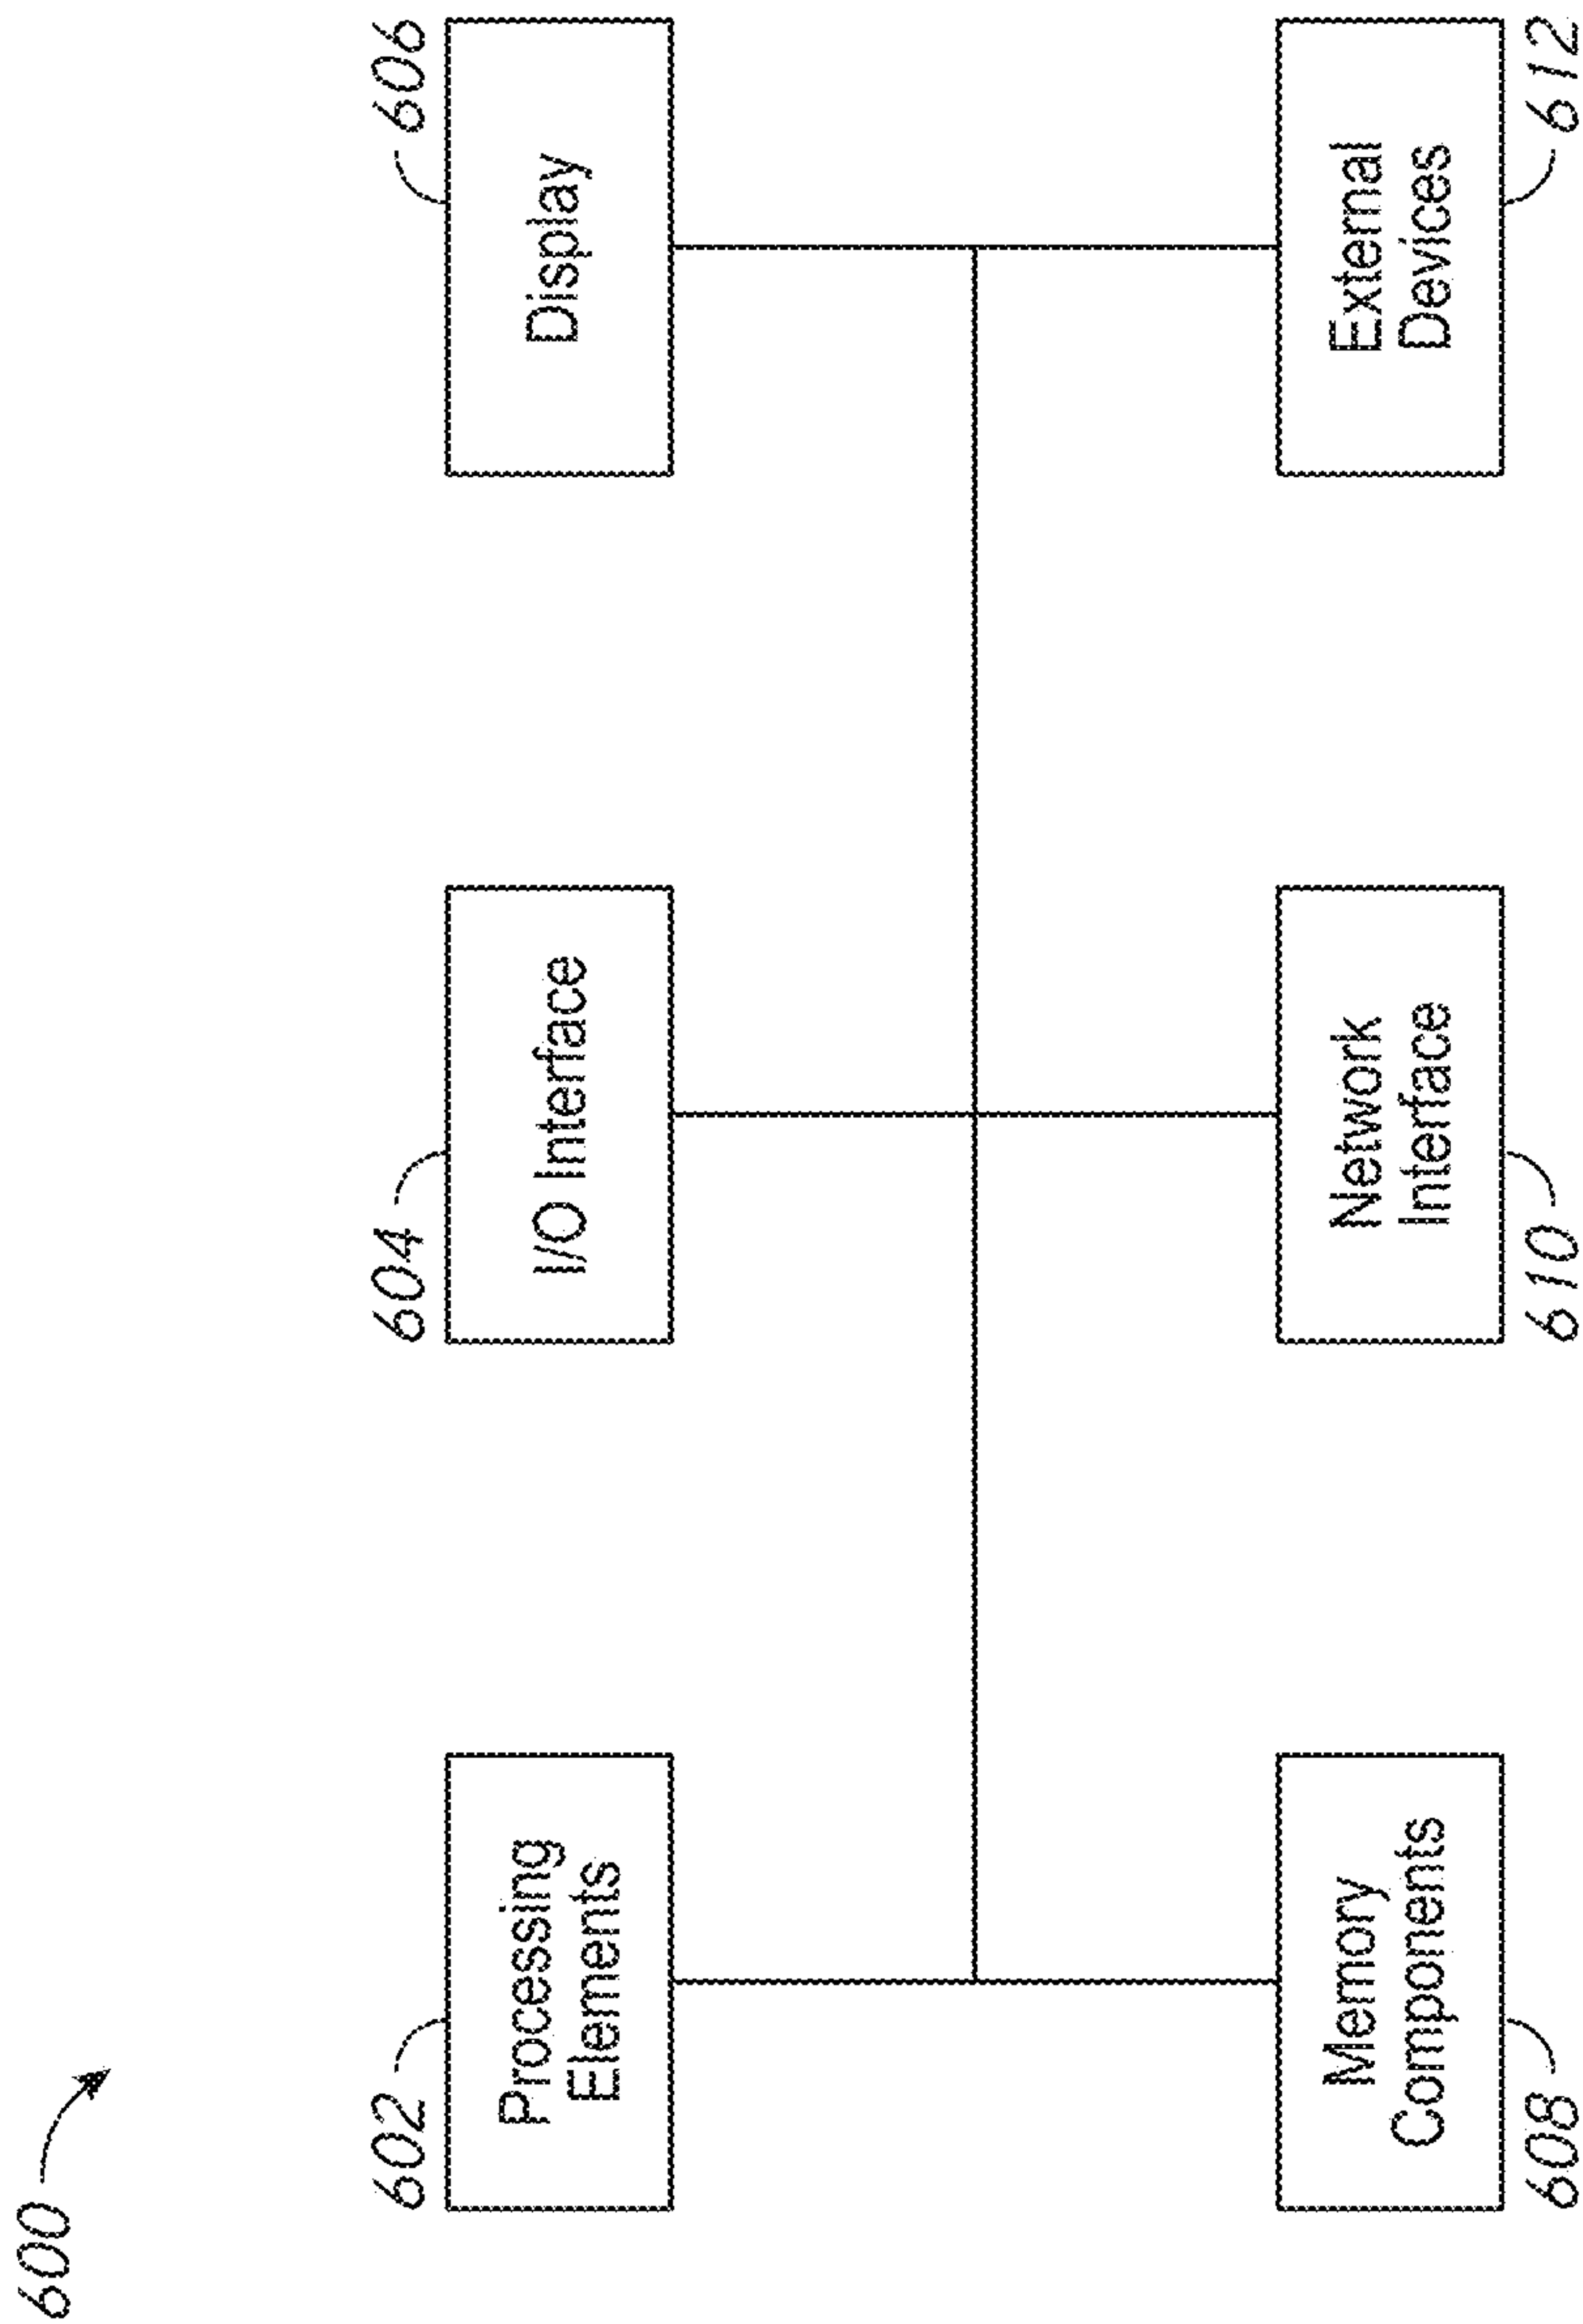 600
602
Processing
Elements
604
I/O Interface
606
Display
Memory
Components
608
Network
Interface
610
External
Devices
612